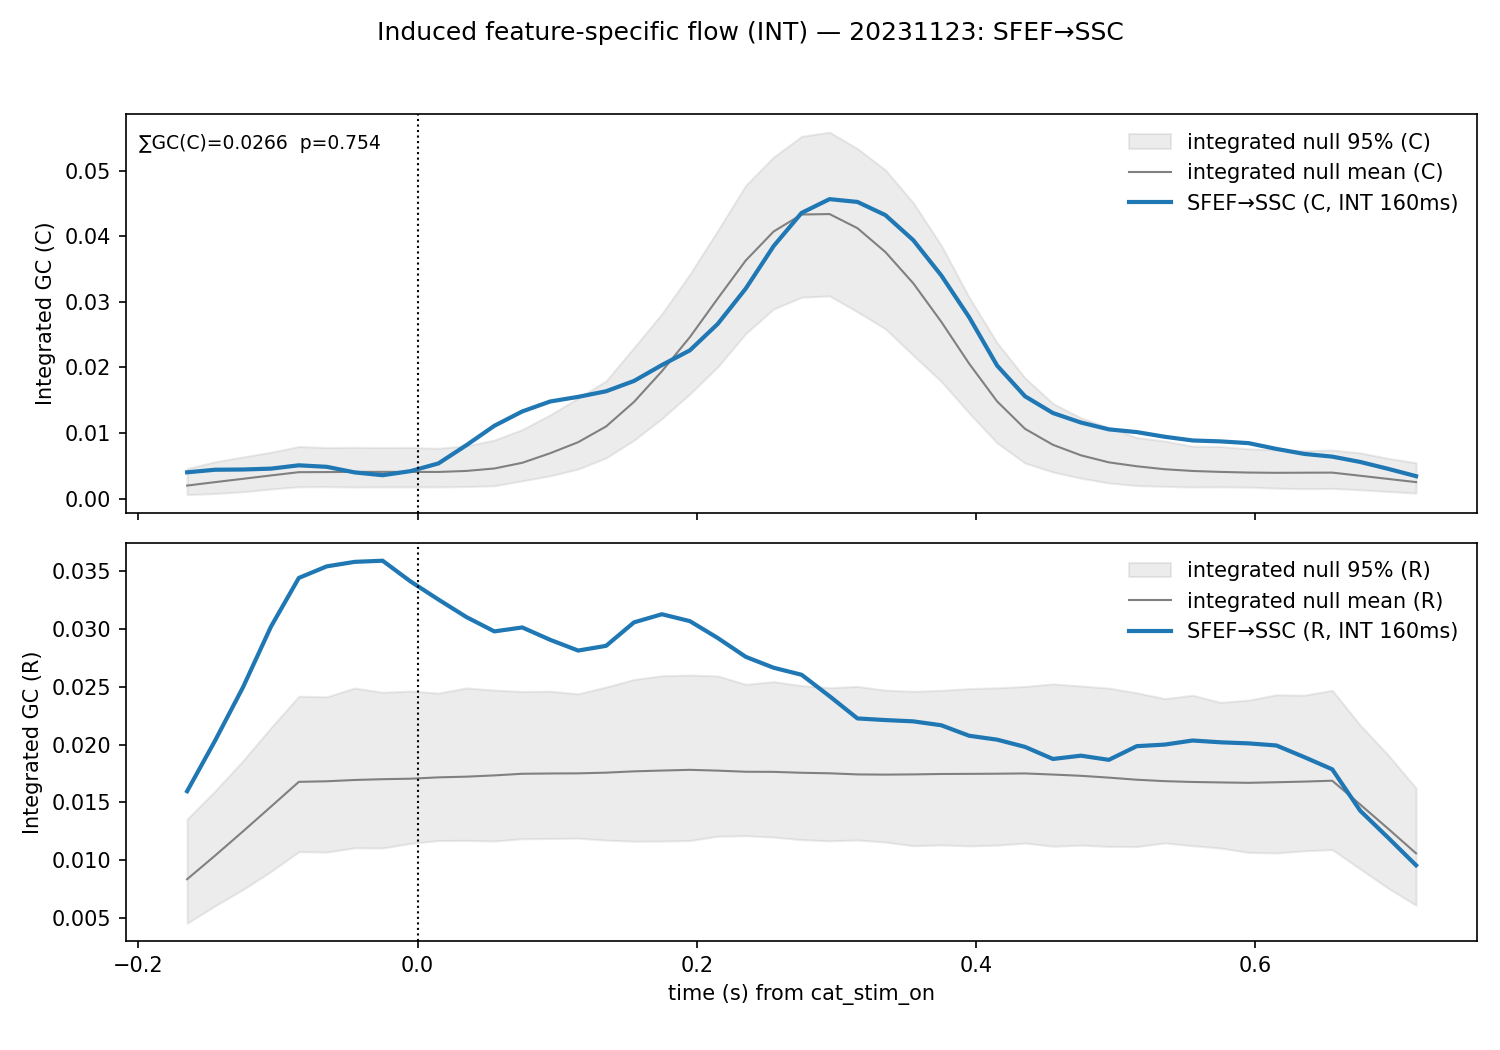 Induced feature-specific flow (INT) — 20231123: SFEF→SSC
∑GC(C)=0.0266  p=0.754
integrated null 95% (C)
integrated null mean (C)
SFEF→SSC (C, INT 160ms)
Integrated GC (C)
0.05
0.04
0.03
0.02
0.01
0.00
integrated null 95% (R)
integrated null mean (R)
SFEF→SSC (R, INT 160ms)
Integrated GC (R)
0.035
0.030
0.025
0.020
0.015
0.010
0.005
−0.2
0.0
0.2
0.4
0.6
time (s) from cat_stim_on